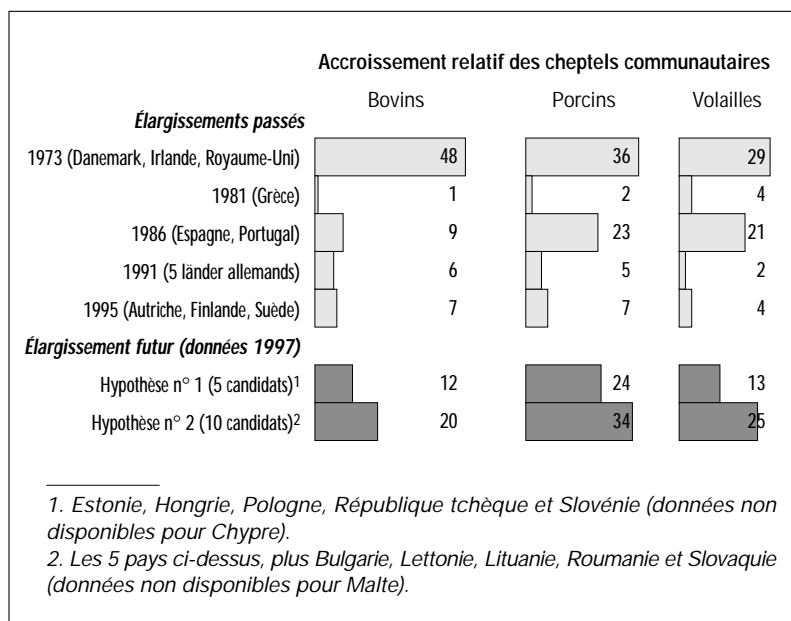 Accroissement relatif des cheptels communautaires
Bovins Porcins Volailles
Élargissements passés
1973 (Danemark, Irlande, Royaume-Uni) 48 36 29
1981 (Grèce) 1 2 4
1986 (Espagne, Portugal) 9 23 21
1991 (5 länder allemands) 6 5 2
1995 (Autriche, Finlande, Suède) 7 7 4
Élargissement futur (données 1997)
Hypothèse n° 1 (5 candidats)1 12 24 13
Hypothèse n° 2 (10 candidats)2 20 34 25
1. Estonie, Hongrie, Pologne, République tchèque et Slovénie (données non
disponibles pour Chypre).
2. Les 5 pays ci-dessus, plus Bulgarie, Lettonie, Lituanie, Roumanie et Slovaquie
(données non disponibles pour Malte).